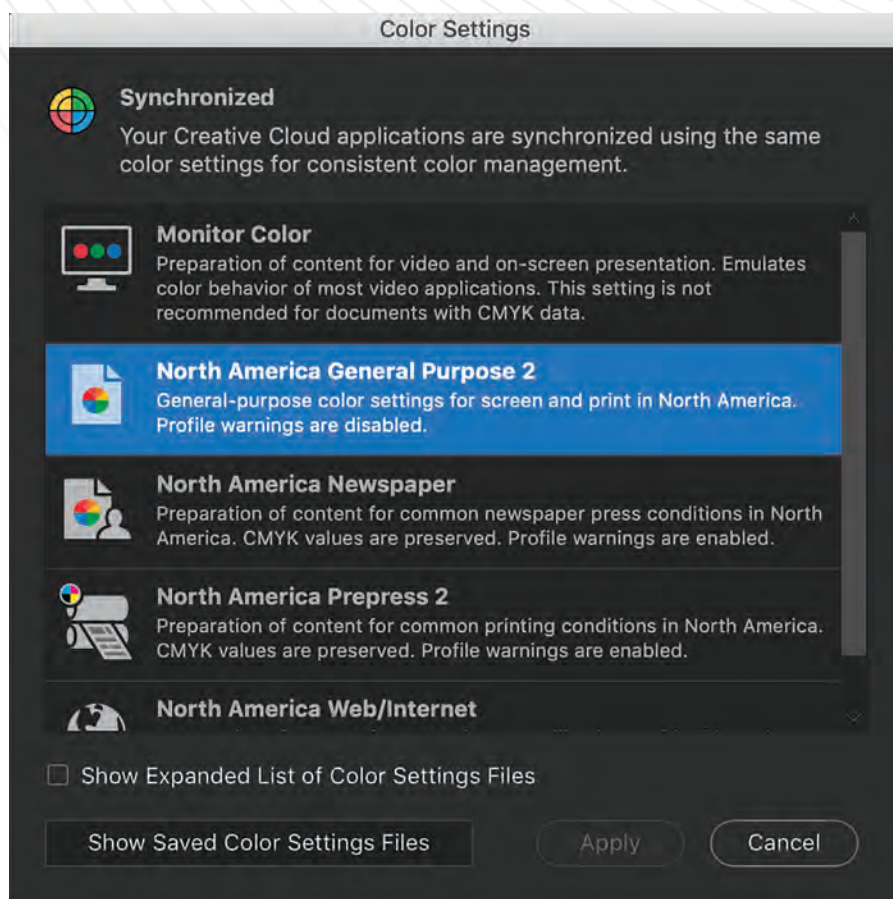 Color Settings
Synchronized
Your Creative Cloud applications are synchronized using the same
color settings for consistent color management.
Monitor Color
Preparation of content for video and on-screen presentation. Emulates
color behavior of most video applications. This setting is not
recommended for documents with CMYK data.
North America General Purpose 2
General-purpose color settings for screen and print in North America.
Profile warnings are disabled.
North America Newspaper
Preparation of content for common newspaper press conditions in North
America. CMYK values are preserved. Profile warnings are enabled.
North America Prepress 2
Preparation of content for common printing conditions in North America.
CMYK values are preserved. Profile warnings are enabled.
North America Web/Internet
Show Expanded List of Color Settings Files
Show Saved Color Settings Files
Apply
Cancel